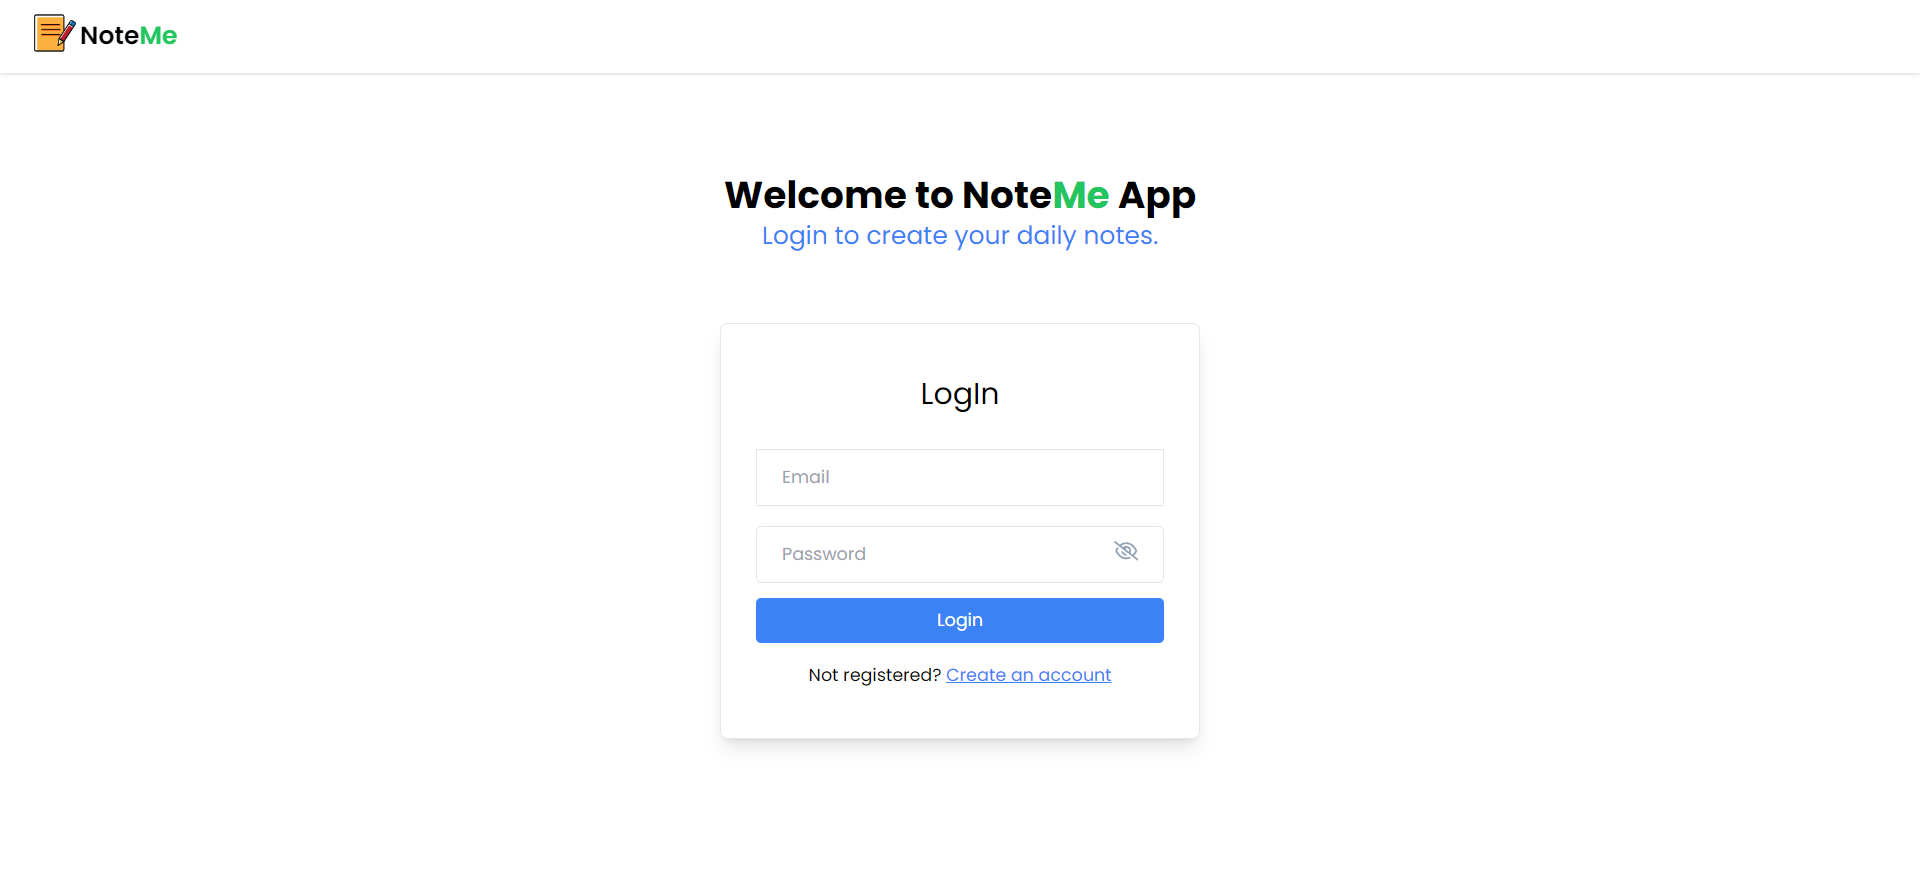 NoteMe
Welcome to NoteMe App
Login to create your daily notes.
LogIn
Email
Password
Login
Not registered? Create an account